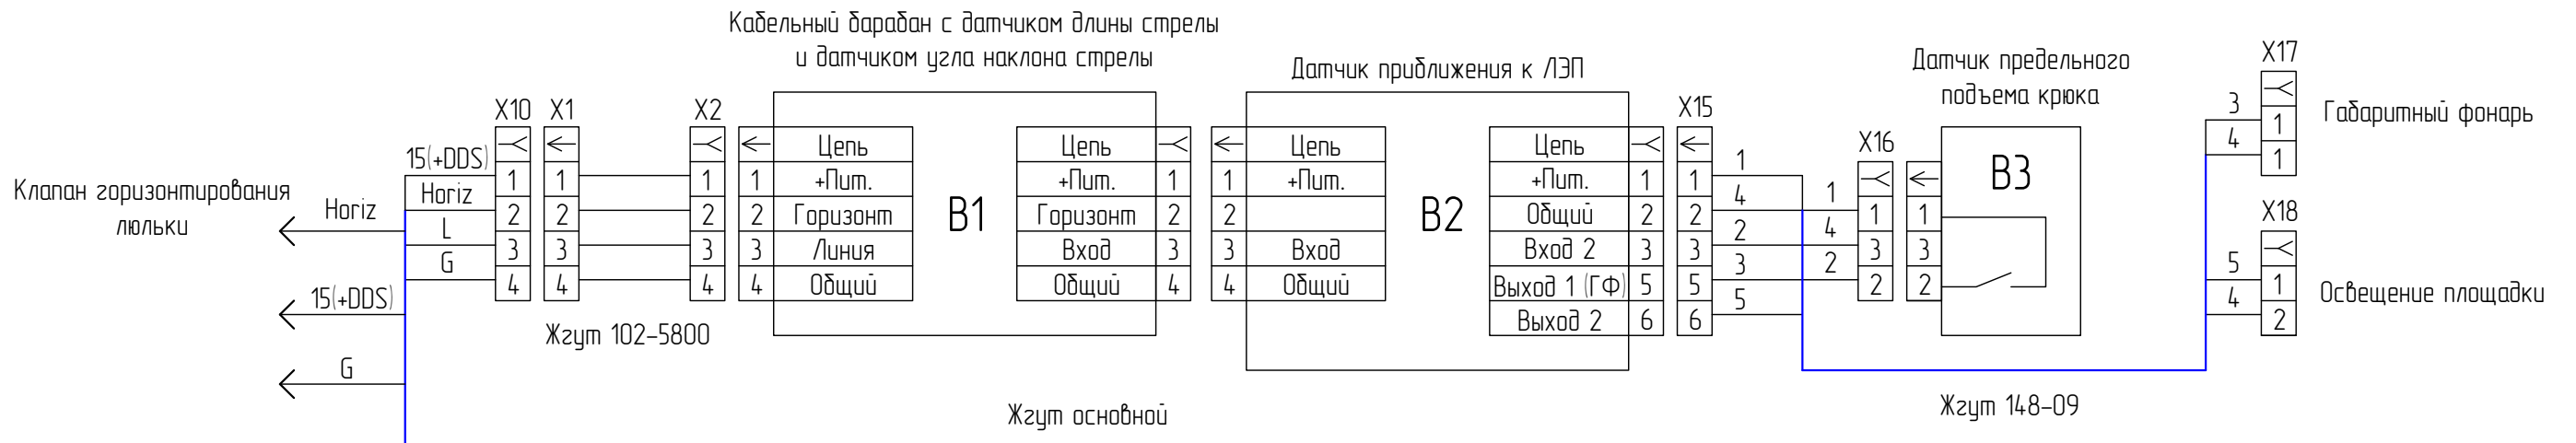 Кабельный барабан с датчиком длины стрелы
и датчиком угла наклона стрелы
Датчик приближения к ЛЭП
Датчик предельного
подъема крюка
X17
3
4
1
1
Габаритный фонарь
X10
X1
X2
X15
X16
B3
15(+DDS)
Horiz
L
G
Клапан горизонтирования
люльки
Horiz
15(+DDS)
G
1
2
3
4
1
2
3
4
1
2
3
4
Жгут 102-5800
Цепь
1 +Пит.
2 Горизонт
3 Линия
4 Общий
B1
Цепь
+Пит. 1
Горизонт 2
Вход 3
Общий 4
Цепь
1 +Пит.
2
3 Вход
4 Общий
B2
Цепь
+Пит. 1
Общий 2
Вход 2 3
Выход 1 (ГФ) 5
Выход 2 6
1
2
3
5
6
1
4
2
3
5
1
4
2
1
3
2
1
3
2
X18
5
4
1
2
Освещение площадки
Жгут основной
Жгут 148-09